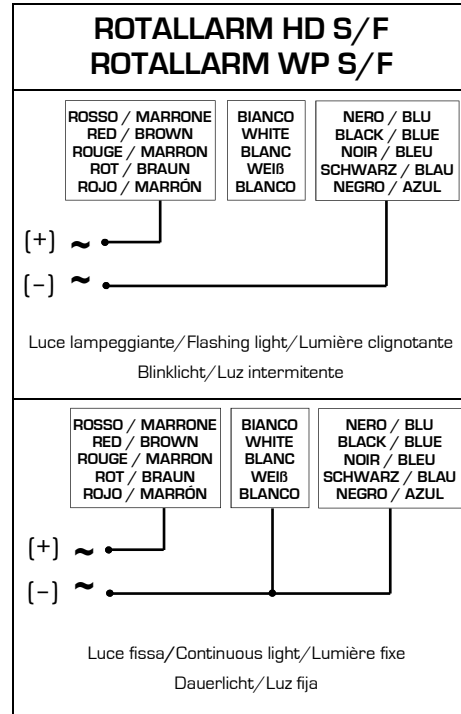 ROTALLARM HD S/F
ROTALLARM WP S/F
ROSSO / MARRONE
RED / BROWN
ROUGE / MARRON
ROT / BRAUN
ROJO / MARRÓN
BIANCO
WHITE
BLANC
WEIß
BLANCO
NERO / BLU
BLACK / BLUE
NOIR / BLEU
SCHWARZ / BLAU
NEGRO / AZUL
(+) ~
(-) ~
Luce lampeggiante/Flashing light/Lumière clignotante
Blinklicht/Luz intermitente
ROSSO / MARRONE
RED / BROWN
ROUGE / MARRON
ROT / BRAUN
ROJO / MARRÓN
BIANCO
WHITE
BLANC
WEIß
BLANCO
NERO / BLU
BLACK / BLUE
NOIR / BLEU
SCHWARZ / BLAU
NEGRO / AZUL
(+) ~
(-) ~
Luce fissa/Continuous light/Lumière fixe
Dauerlicht/Luz fija